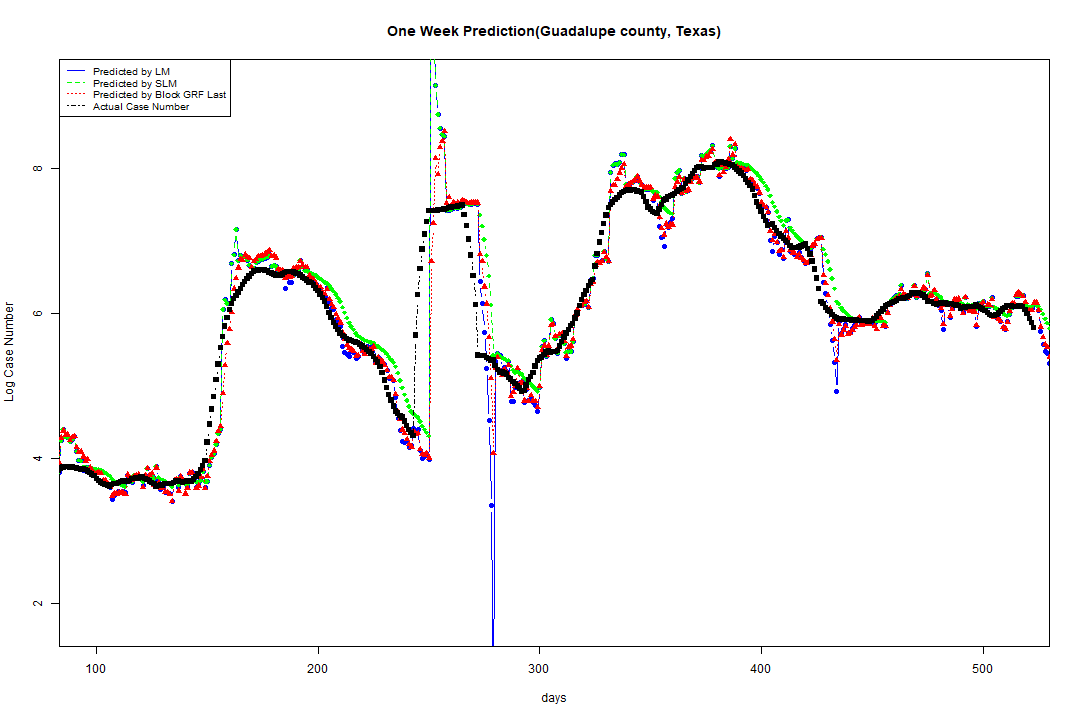 One Week Prediction(Guadalupe county, Texas)
Predicted by LM
Predicted by SLM
Predicted by Block GRF Last
Actual Case Number
8
6
4
2
Log Case Number
100 200 300 400 500
days